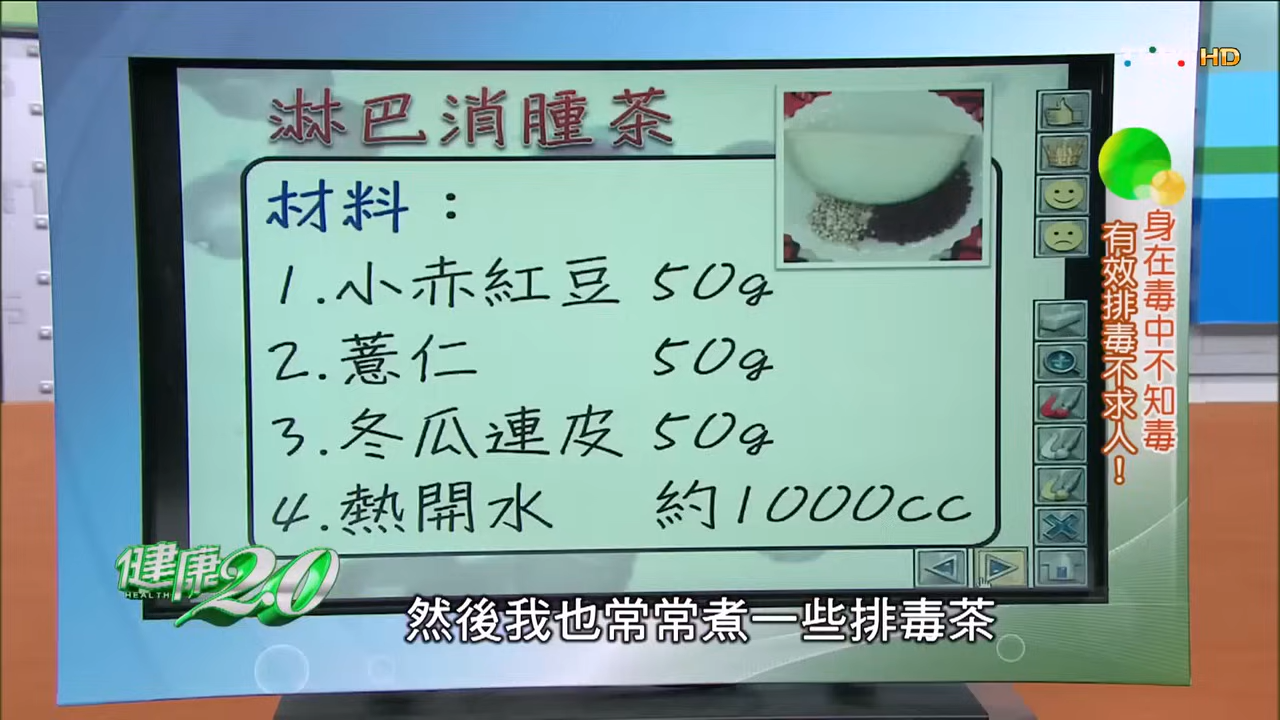 HD
淋巴消腫茶
材料：
1.小赤紅豆 50g
2.薏仁 50g
3.冬瓜連皮 50g
4.熱開水 約1000cc
身在毒中不知毒
有效排毒不求人！
健康2.0
HEALTH
然後我也常常煮一些排毒茶